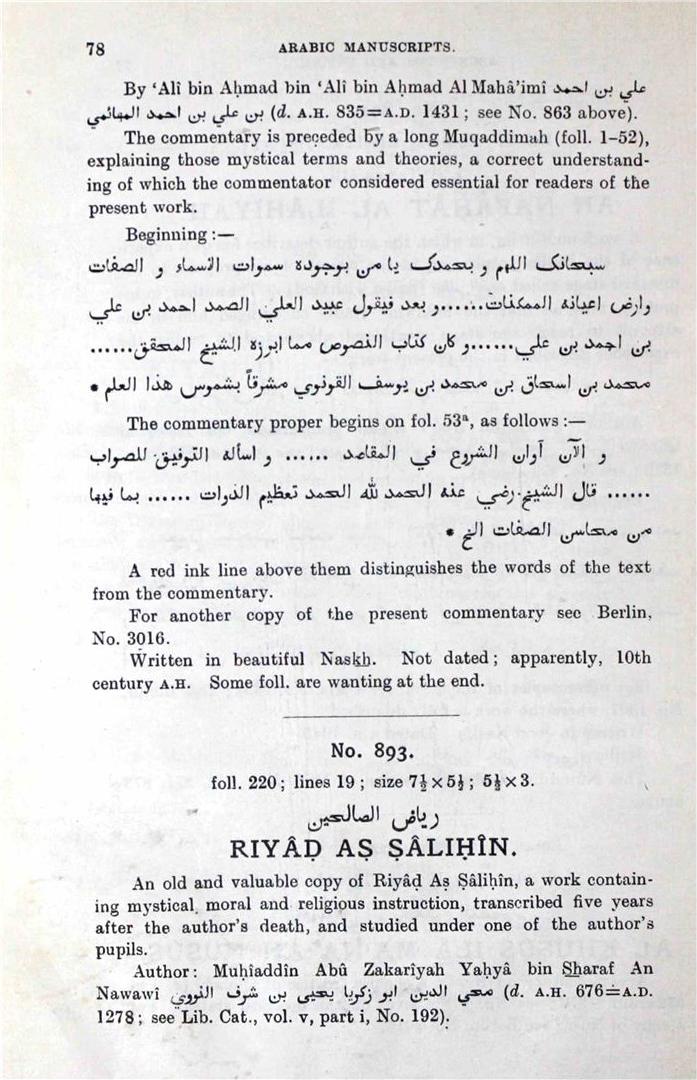 78 ARABIC MANUSCRIPTS.
By ‘Alî bin Aḥmad bin ‘Alî bin Aḥmad Al Mahâ’imî علي بن احمد
بن علي بن احمد المهائمي (d. A.H. 835=A.D. 1431; see No. 863 above).
The commentary is preceded by a long Muqaddimah (foll. 1–52),
explaining those mystical terms and theories, a correct understand-
ing of which the commentator considered essential for readers of the
present work.
Beginning :—
سبحانك اللهم و بحمدك يا من بوجوده سموات الاسماء و الصفات
وارض اعيانه الممكنات......و بعد فيقول عبيد العلي الصمد احمد بن علي
بن احمد بن علي.......و كان كتاب النصوص مما ابرزه الشيخ المحقق......
محمد بن اسحاق بن محمد بن يوسف القونوي مشرقاً بشموس هذا العلم •
The commentary proper begins on fol. 53ª, as follows :—
و الآن آوان الشروع في المقاصد ...... و اسأله التوفيق للصواب
...... قال الشيخ رضي عنه الحمد لله الحمد تعظيم الذوات ...... بما فيها
من محاسن الصفات الخ •
A red ink line above them distinguishes the words of the text
from the commentary.
For another copy of the present commentary see Berlin,
No. 3016.
Written in beautiful Naskh. Not dated; apparently, 10th
century A.H. Some foll. are wanting at the end.
No. 893.
foll. 220; lines 19; size 7½ × 5½; 5½ × 3.
رياض الصالحين
RIYÂḌ AṢ ṢÂLIḤÎN.
An old and valuable copy of Riyâḍ Aṣ Ṣâliḥîn, a work contain-
ing mystical, moral and religious instruction, transcribed five years
after the author’s death, and studied under one of the author’s
pupils.
Author: Muḥîaddîn Abû Zakarîyah Yaḥyâ bin Sharaf An
Nawawî محي الدين ابو زكريا يحيى بن شرف النووي (d. A.H. 676=A.D.
1278; see Lib. Cat., vol. v, part i, No. 192).